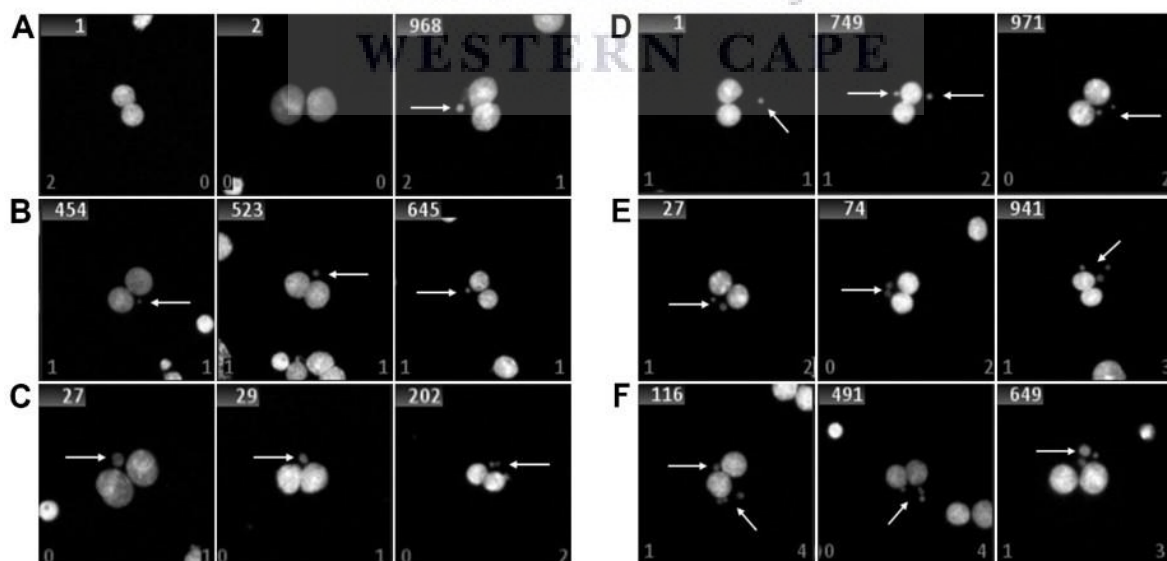 A 1 2 968 D 1 749 971
WESTERN CAPE
2 0 0 0 2 1 1 1 1 2 0 2
B 454 523 645 E 27 74 941
1 1 1 1 1 1 1 2 0 2 1 3
C 27 29 202 F 116 491 649
0 1 0 1 0 2 1 4 0 4 1 3